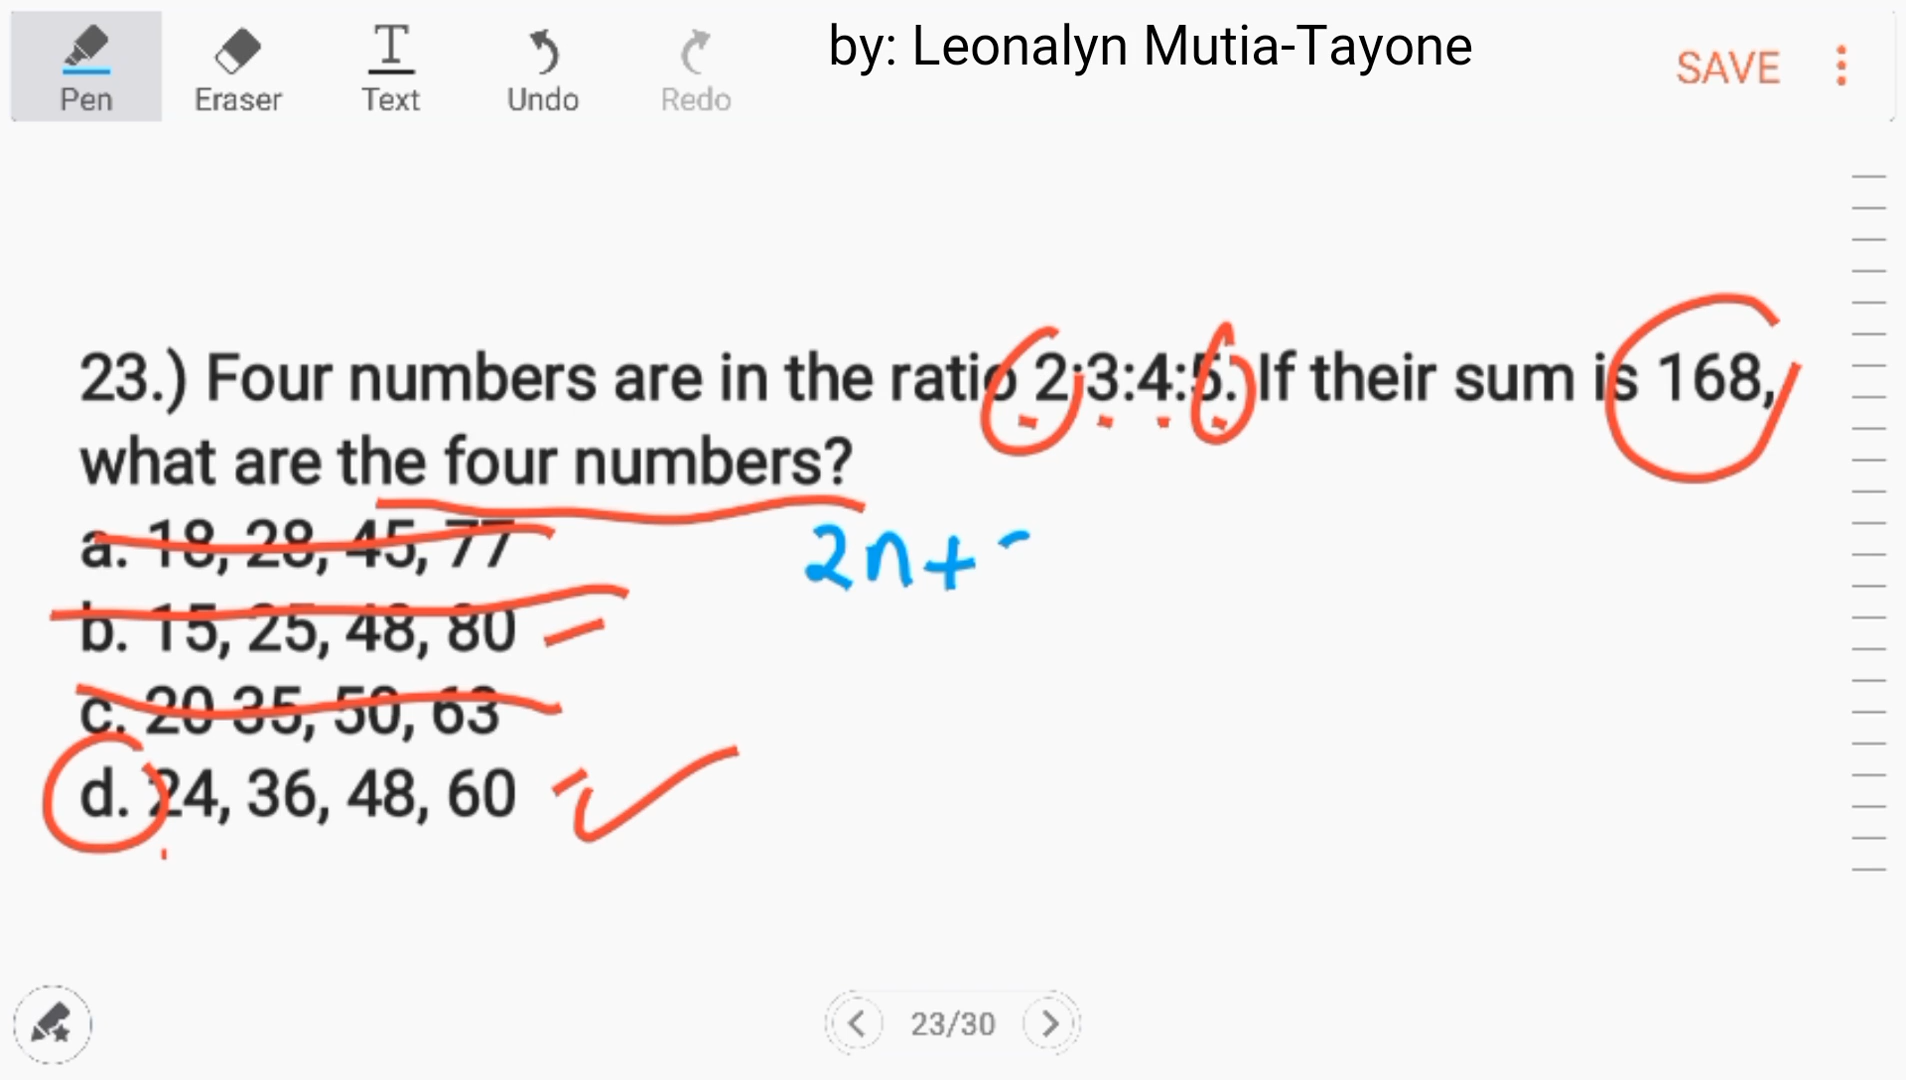 by: Leonalyn Mutia-Tayone
Pen Eraser Text Undo Redo SAVE
23.) Four numbers are in the ratio 2:3:4:5. If their sum is 168,
what are the four numbers?
a. 18, 28, 45, 77
2n+
b. 15, 25, 48, 80
c. 20 35, 50, 63
d. 24, 36, 48, 60
23/30